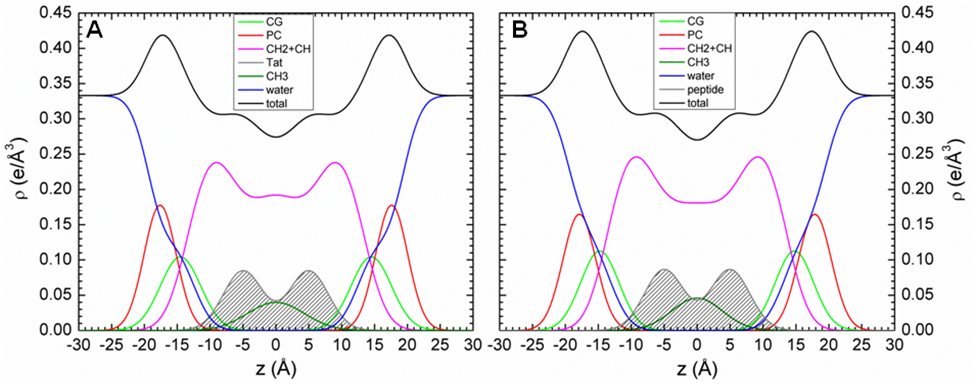 A
CG
PC
CH2+CH
Tat
CH3
water
total
ρ (e/Å³)
0.45
0.40
0.35
0.30
0.25
0.20
0.15
0.10
0.05
0.00
-30 -25 -20 -15 -10 -5 0 5 10 15 20 25 30
z (Å)
B
CG
PC
CH2+CH
CH3
water
peptide
total
0.45
0.40
0.35
0.30
0.25
0.20
0.15
0.10
0.05
0.00
ρ (e/Å³)
-30 -25 -20 -15 -10 -5 0 5 10 15 20 25 30
z (Å)